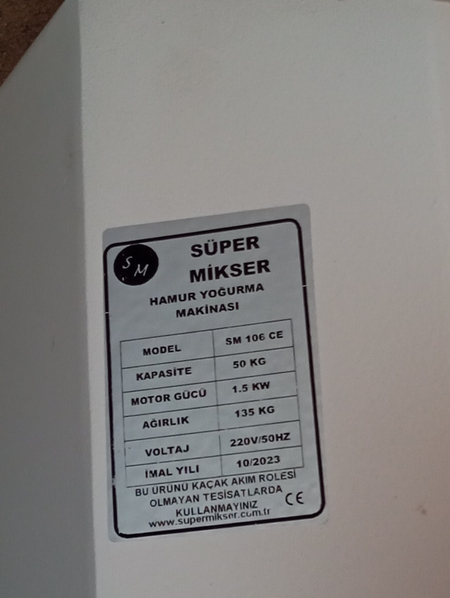 SM
SÜPER
MİKSER
HAMUR YOĞURMA
MAKİNASI
MODEL SM 106 CE
KAPASİTE 50 KG
MOTOR GÜCÜ 1.5 KW
AĞIRLIK 135 KG
VOLTAJ 220V/50HZ
İMAL YILI 10/2023
BU ÜRÜNÜ KAÇAK AKIM ROLESİ
OLMAYAN TESİSATLARDA
KULLANMAYINIZ
www.supermikser.com.tr
CE